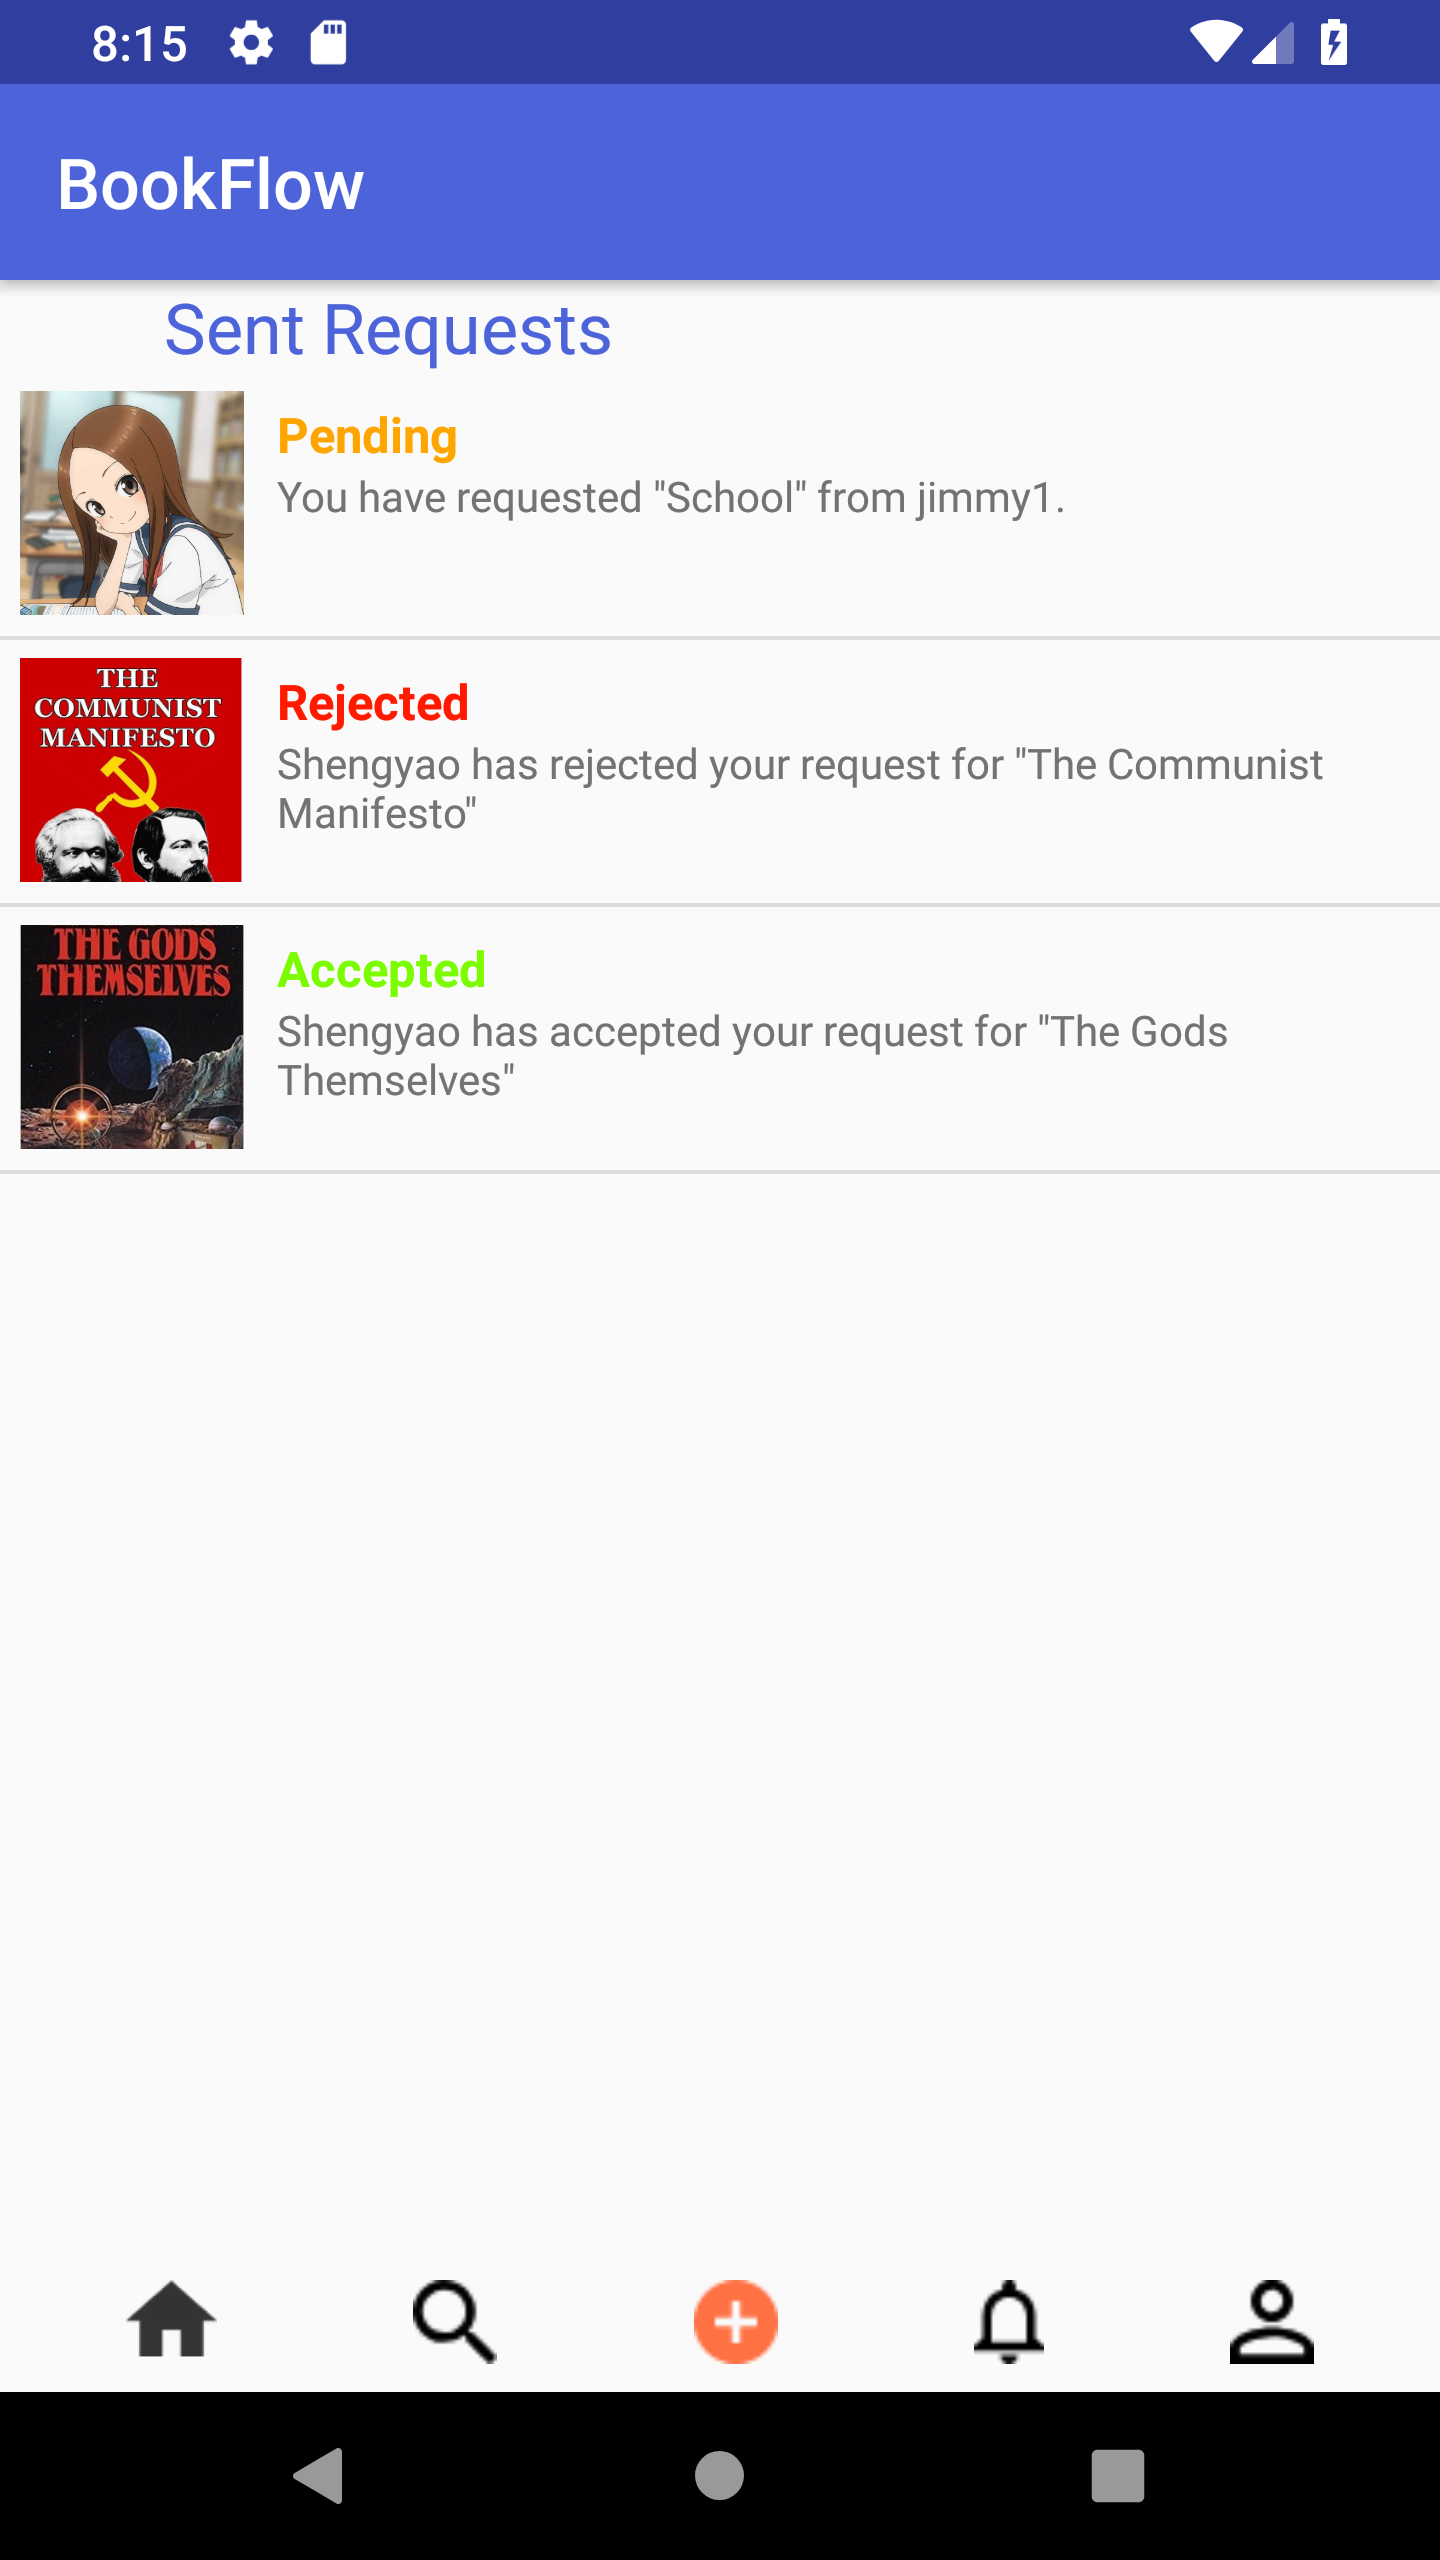 8:15
BookFlow
Sent Requests
Pending
You have requested "School" from jimmy1.
THE
COMMUNIST
MANIFESTO
Rejected
Shengyao has rejected your request for "The Communist
Manifesto"
THE GODS
THEMSELVES
Accepted
Shengyao has accepted your request for "The Gods
Themselves"